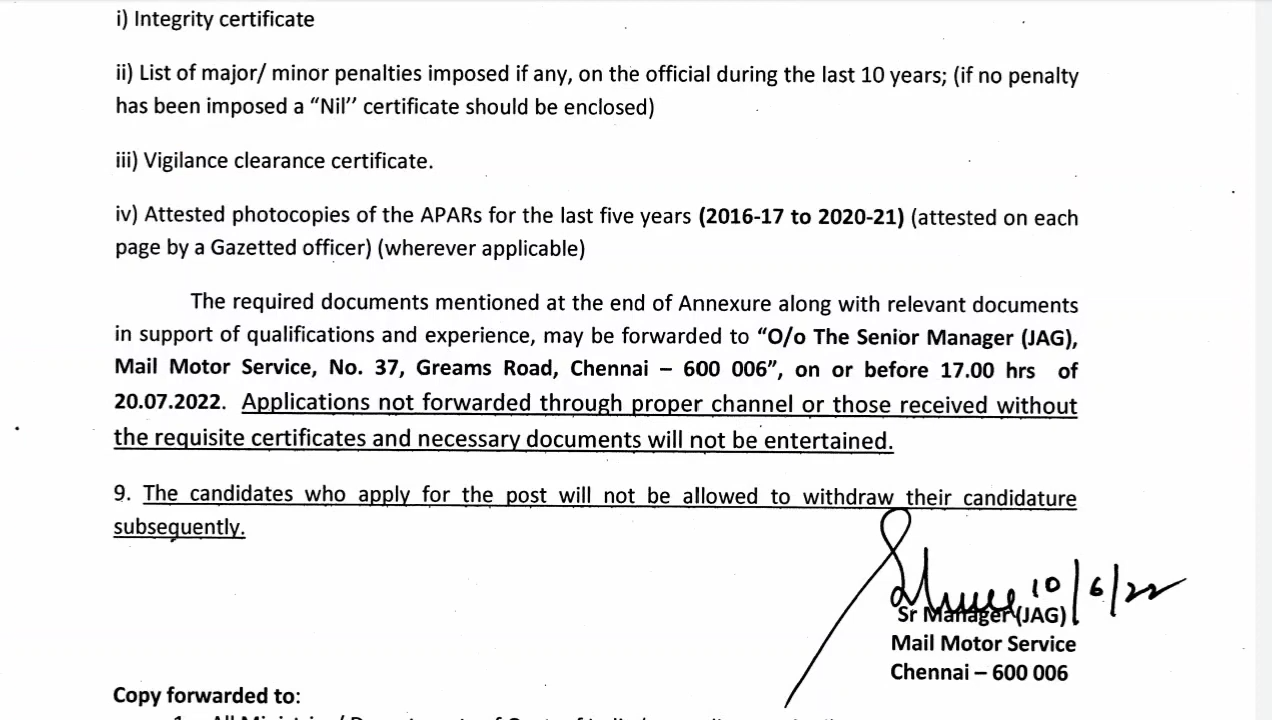 i) Integrity certificate
ii) List of major/ minor penalties imposed if any, on the official during the last 10 years; (if no penalty
has been imposed a “Nil” certificate should be enclosed)
iii) Vigilance clearance certificate.
iv) Attested photocopies of the APARs for the last five years (2016-17 to 2020-21) (attested on each
page by a Gazetted officer) (wherever applicable)
The required documents mentioned at the end of Annexure along with relevant documents
in support of qualifications and experience, may be forwarded to “O/o The Senior Manager (JAG),
Mail Motor Service, No. 37, Greams Road, Chennai – 600 006”, on or before 17.00 hrs of
20.07.2022. Applications not forwarded through proper channel or those received without
the requisite certificates and necessary documents will not be entertained.
9. The candidates who apply for the post will not be allowed to withdraw their candidature
subsequently.
10/6/22
Sr Manager (JAG)
Mail Motor Service
Chennai – 600 006
Copy forwarded to: